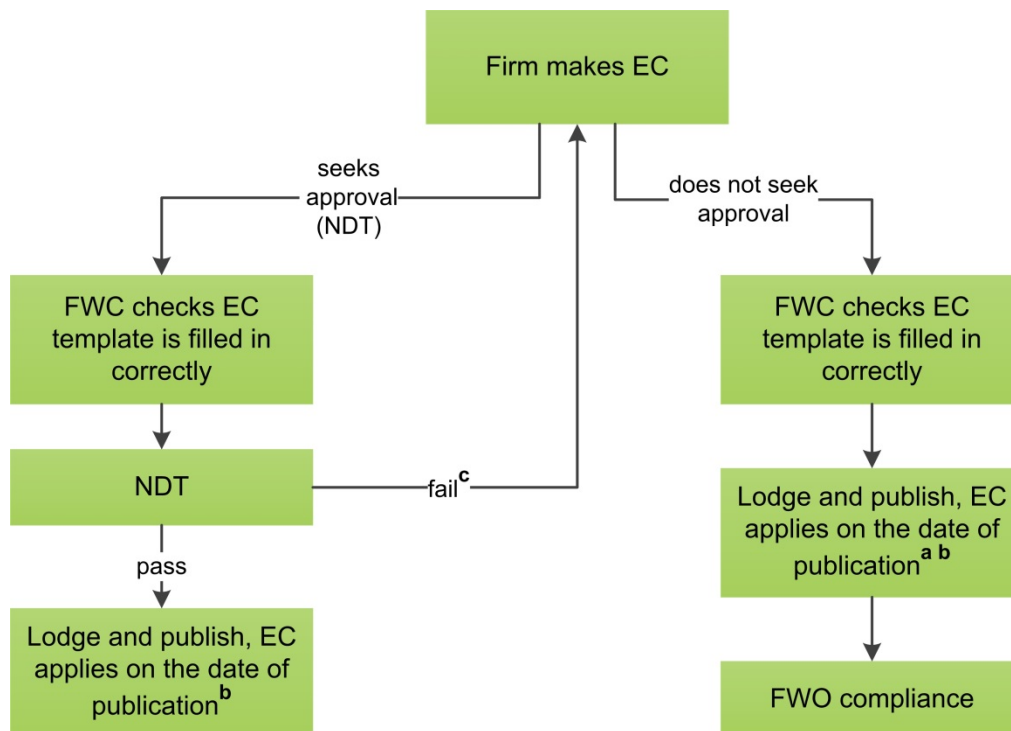 Firm makes EC
seeks
approval
(NDT)
does not seek
approval
FWC checks EC
template is filled in
correctly
FWC checks EC
template is filled in
correctly
NDT
fail^c
pass
Lodge and publish, EC
applies on the date of
publication^a b
Lodge and publish, EC
applies on the date of
publication^b
FWO compliance